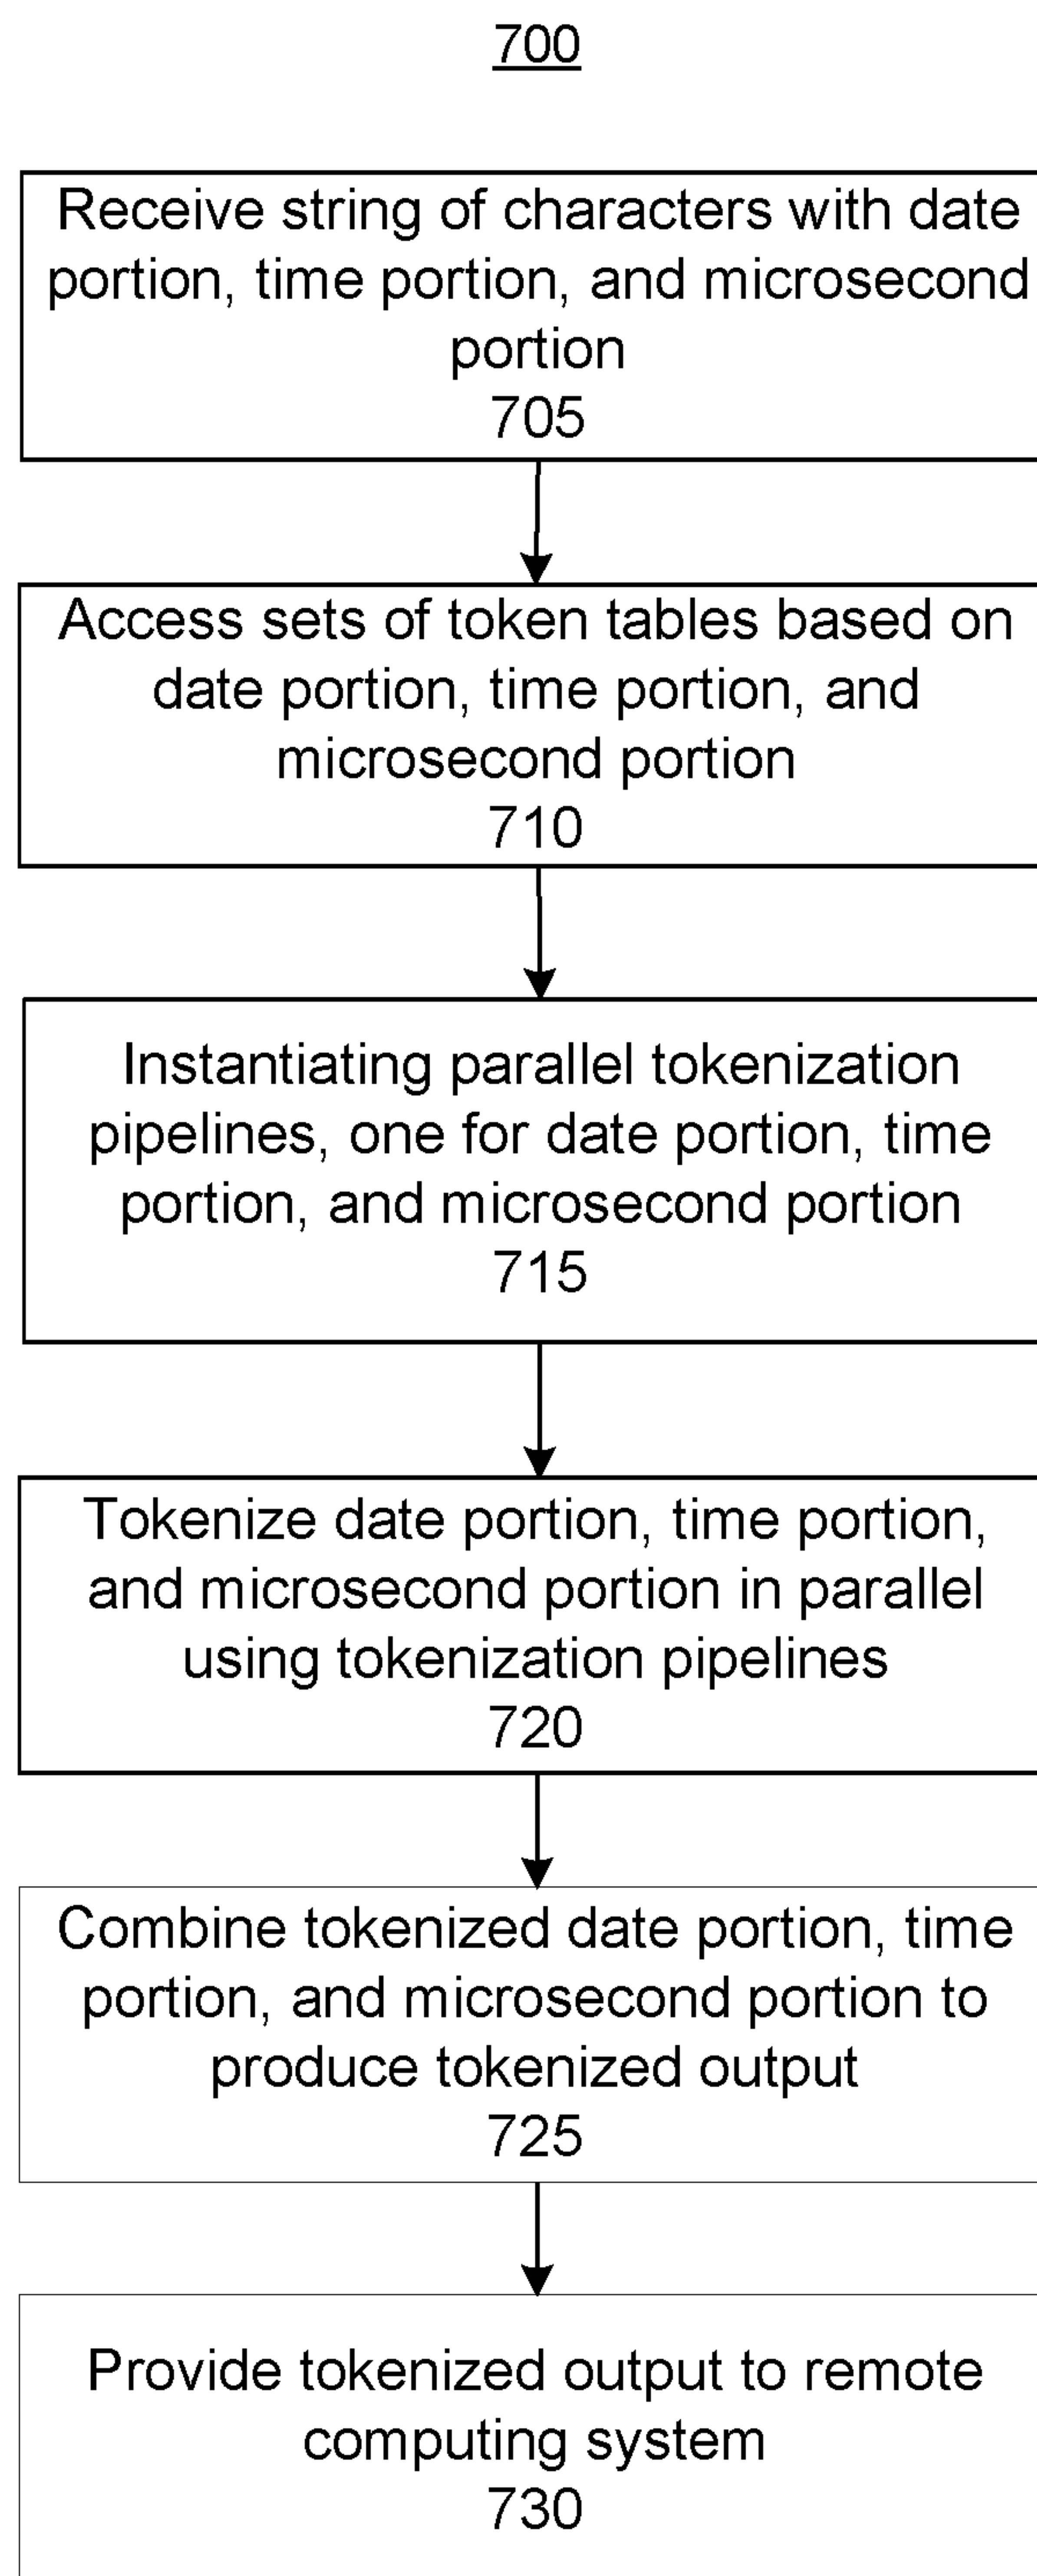 700
Receive string of characters with date
portion, time portion, and microsecond
portion
705
Access sets of token tables based on
date portion, time portion, and
microsecond portion
710
Instantiating parallel tokenization
pipelines, one for date portion, time
portion, and microsecond portion
715
Tokenize date portion, time portion,
and microsecond portion in parallel
using tokenization pipelines
720
Combine tokenized date portion, time
portion, and microsecond portion to
produce tokenized output
725
Provide tokenized output to remote
computing system
730